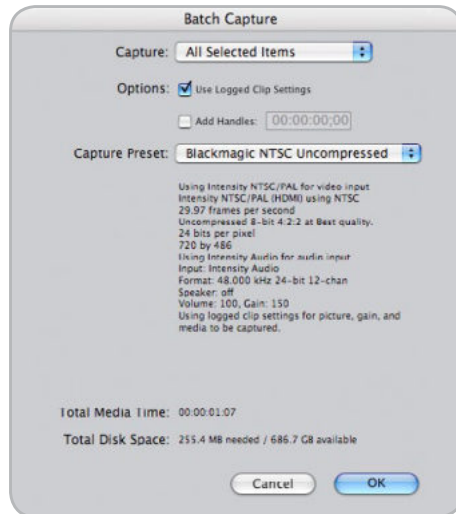 Batch Capture
Capture: All Selected Items
Options: Use Logged Clip Settings
Add Handles: 00:00:00;00
Capture Preset: Blackmagic NTSC Uncompressed
Using Intensity NTSC/PAL for video input
Intensity NTSC/PAL (HDMI) using NTSC
29.97 frames per second
Uncompressed 8-bit 4:2:2 at Best quality.
24 bits per pixel
720 by 486
Using Intensity Audio for audio input
Input: Intensity Audio
Format: 48.000 kHz 24-bit 12-chan
Speaker: off
Volume: 100, Gain: 150
Using logged clip settings for picture, gain, and
media to be captured.
Total Media Time: 00:00:01:07
Total Disk Space: 255.4 MB needed / 686.7 GB available
Cancel OK